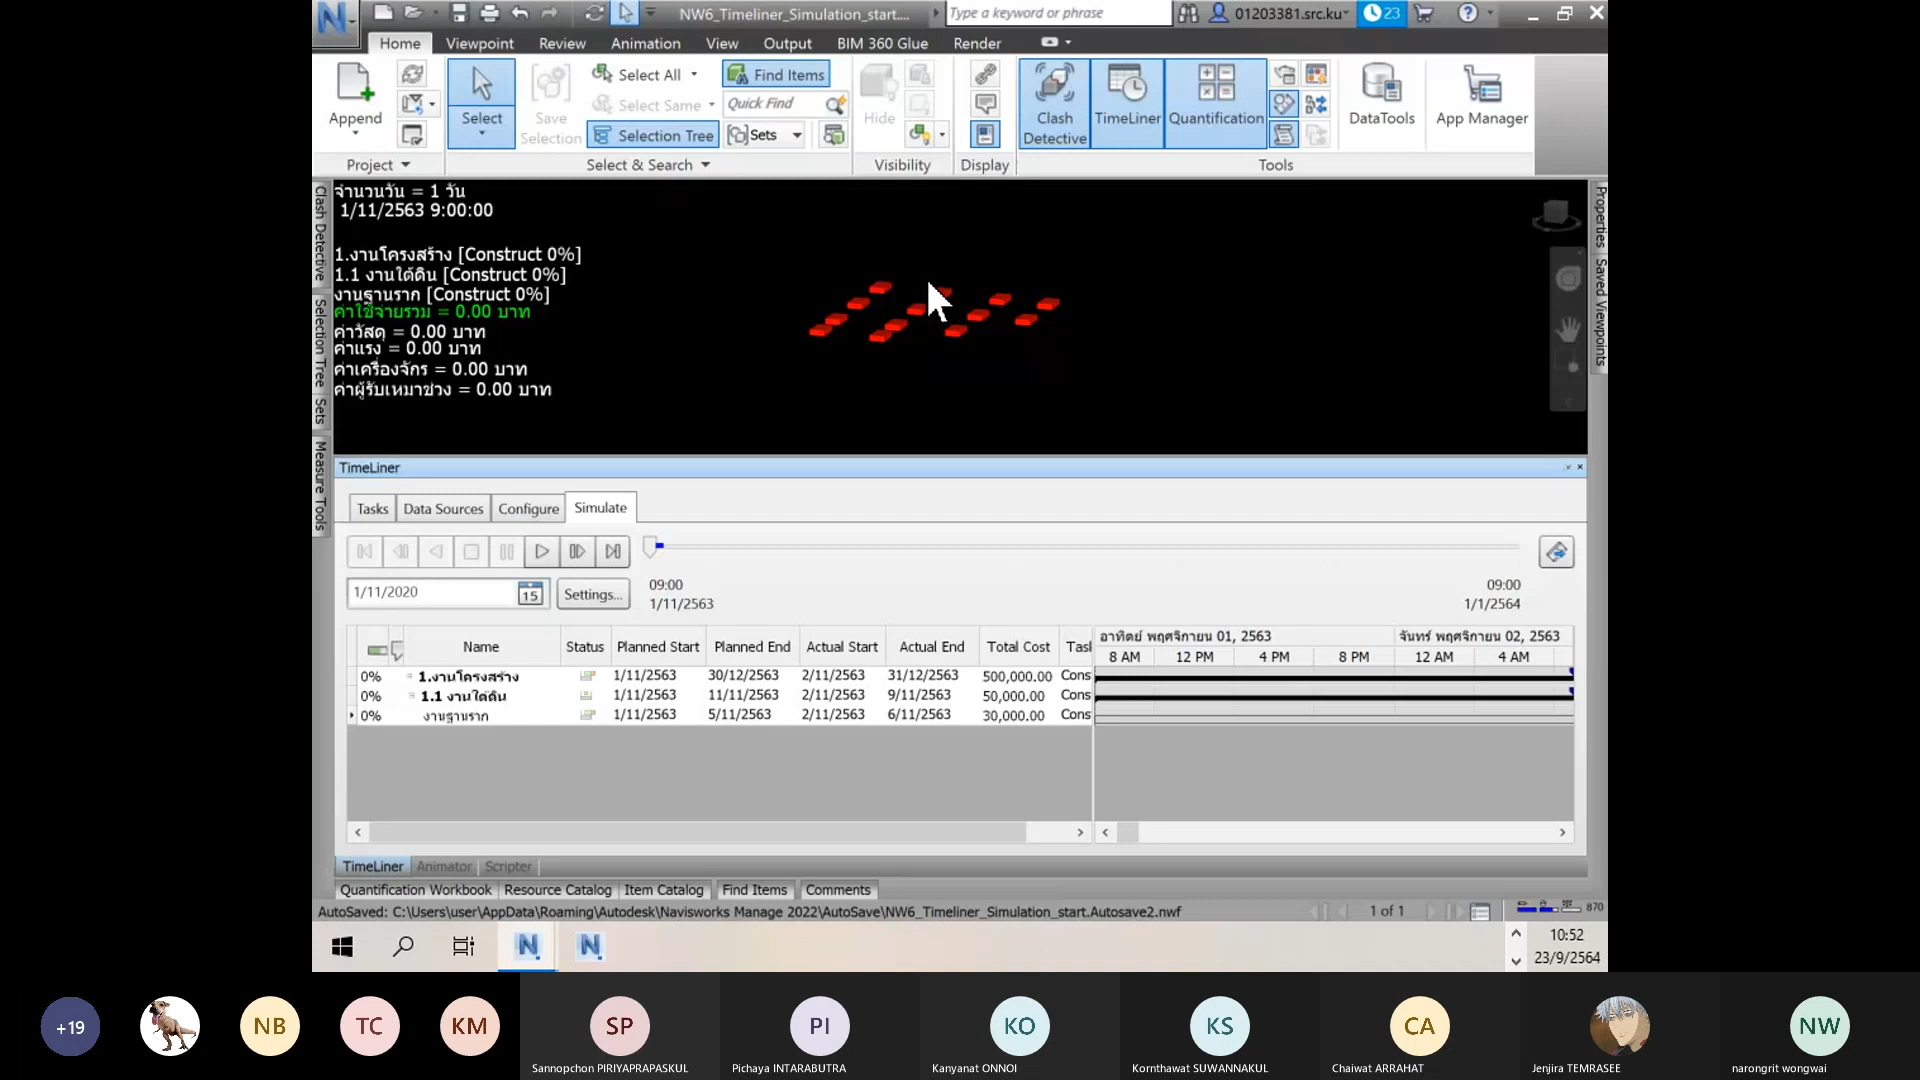 NW6_Timeliner_Simulation_start....
Type a keyword or phrase
01203381.src.ku
23
Home
Viewpoint
Review
Animation
View
Output
BIM 360 Glue
Render
Append
Select
Save Selection
Select All
Select Same
Selection Tree
Find Items
Quick Find
Sets
Hide
Clash Detective
TimeLiner
Quantification
DataTools
App Manager
Project
Select & Search
Visibility
Display
Tools
Clash Detective
Selection Tree
Sets
Measure Tools
Properties
Saved Viewpoints
จำนวนวัน = 1 วัน
1/11/2563 9:00:00
1.งานโครงสร้าง [Construct 0%]
1.1 งานใต้ดิน [Construct 0%]
งานฐานราก [Construct 0%]
ค่าใช้จ่ายรวม = 0.00 บาท
ค่าวัสดุ = 0.00 บาท
ค่าแรง = 0.00 บาท
ค่าเครื่องจักร = 0.00 บาท
ค่าผู้รับเหมาช่วง = 0.00 บาท
TimeLiner
Tasks
Data Sources
Configure
Simulate
1/11/2020
15
Settings...
09:00
1/11/2563
09:00
1/1/2564
Name
Status
Planned Start
Planned End
Actual Start
Actual End
Total Cost
Tasl
อาทิตย์ พฤศจิกายน 01, 2563
จันทร์ พฤศจิกายน 02, 2563
8 AM 12 PM 4 PM 8 PM 12 AM 4 AM
0% 1.งานโครงสร้าง 1/11/2563 30/12/2563 2/11/2563 31/12/2563 500,000.00 Cons
0% 1.1 งานใต้ดิน 1/11/2563 11/11/2563 2/11/2563 9/11/2563 50,000.00 Cons
0% งานฐานราก 1/11/2563 5/11/2563 2/11/2563 6/11/2563 30,000.00 Cons
TimeLiner
Animator
Scripter
Quantification Workbook
Resource Catalog
Item Catalog
Find Items
Comments
AutoSaved: C:\Users\user\AppData\Roaming\Autodesk\Navisworks Manage 2022\AutoSave\NW6_Timeliner_Simulation_start.Autosave2.nwf
1 of 1
870
10:52
23/9/2564
+19
NB
TC
KM
SP
PI
KO
KS
CA
NW
Sannopchon PIRIYAPRAPASKUL
Pichaya INTARABUTRA
Kanyanat ONNOI
Kornthawat SUWANNAKUL
Chaiwat ARRAHAT
Jenjira TEMRASEE
narongrit wongwai